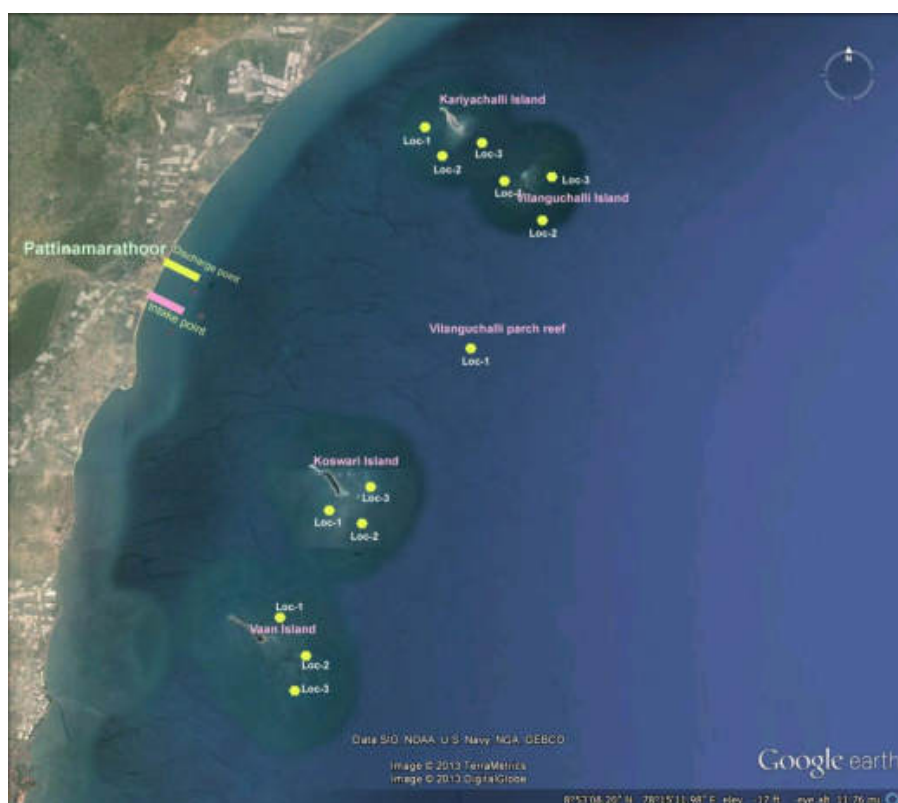 N
Kariyachalli Island
Loc-1
Loc-2
Loc-3
Loc-3
Vilanguchalli Island
Loc-2
Pattinamarathoor
Discharge point
Intake point
Vilanguchalli parch reef
Loc-1
Koswari Island
Loc-3
Loc-1
Loc-2
Loc-1
Vaan Island
Loc-2
Loc-3
Data SIO, NOAA, U.S. Navy, NGA, GEBCO
Image © 2013 TerraMetrics
Image © 2013 DigitalGlobe
Google earth